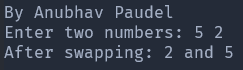 By Anubhav Paudel
Enter two numbers: 5 2
After swapping: 2 and 5